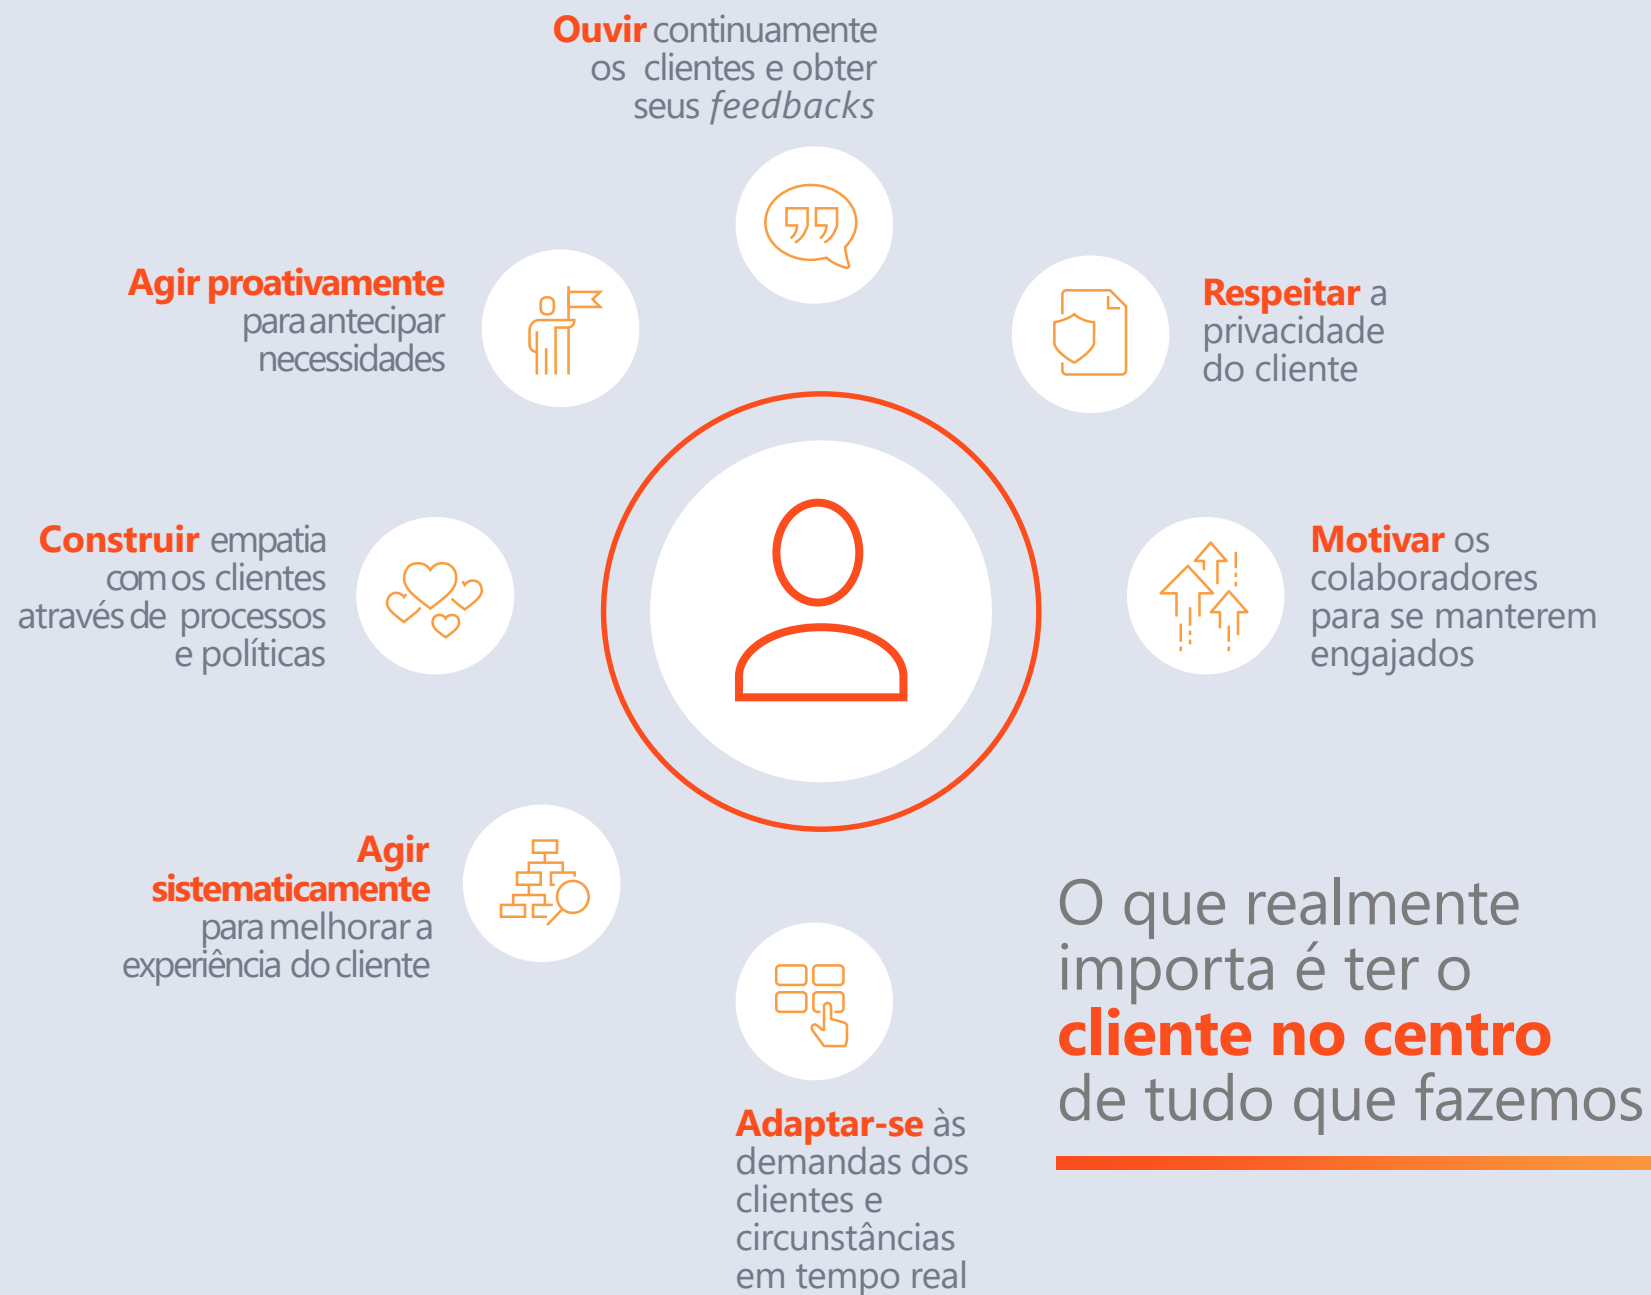 Ouvir continuamente
os clientes e obter
seus feedbacks
Agir proativamente
para antecipar
necessidades
Respeitar a
privacidade
do cliente
Construir empatia
com os clientes
através de processos
e políticas
Motivar os
colaboradores
para se manterem
engajados
Agir
sistematicamente
para melhorar a
experiência do cliente
Adaptar-se às
demandas dos
clientes e
circunstâncias
em tempo real
O que realmente
importa é ter o
cliente no centro
de tudo que fazemos